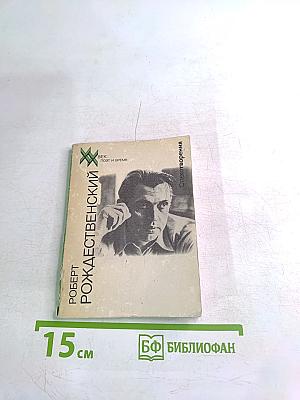 XX
ВЕК:
ПОЭТ И ВРЕМЯ
РОБЕРТ
РОЖДЕСТВЕНСКИЙ
Стихотворения
15 см
БФ БИБЛИОФАН